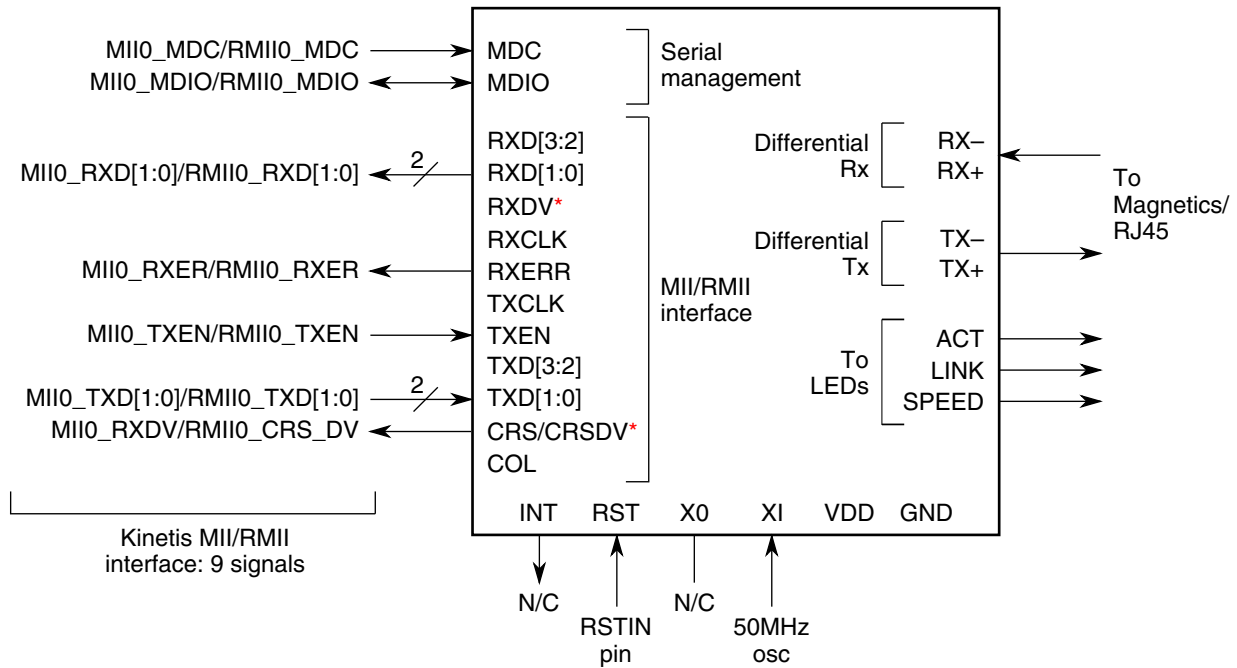 MII0_MDC/RMII0_MDC
MII0_MDIO/RMII0_MDIO
MII0_RXD[1:0]/RMII0_RXD[1:0]
2
MII0_RXER/RMII0_RXER
MII0_TXEN/RMII0_TXEN
MII0_TXD[1:0]/RMII0_TXD[1:0]
2
MII0_RXDV/RMII0_CRS_DV
Kinetis MII/RMII
interface: 9 signals
MDC
MDIO
Serial
management
RXD[3:2]
RXD[1:0]
RXDV*
RXCLK
RXERR
TXCLK
TXEN
TXD[3:2]
TXD[1:0]
CRS/CRSDV*
COL
MII/RMII
interface
Differential
Rx
RX–
RX+
Differential
Tx
TX–
TX+
To
LEDs
ACT
LINK
SPEED
To
Magnetics/
RJ45
INT RST X0 XI VDD GND
N/C
RSTIN
pin
N/C
50MHz
osc